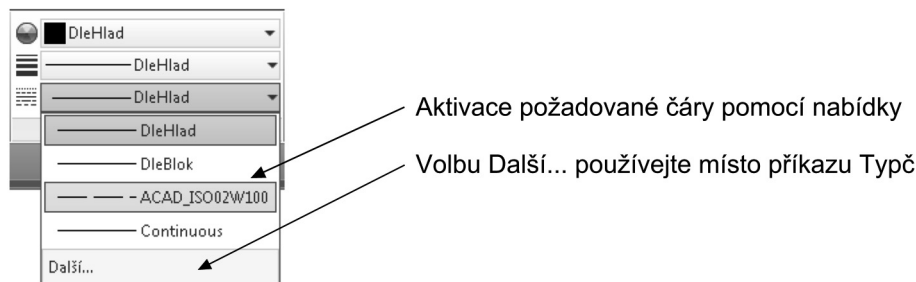 DleHlad
DleHlad
DleHlad
DleHlad
DleBlok
ACAD_ISO02W100
Continuous
Další...
Aktivace požadované čáry pomocí nabídky
Volbu Další... používejte místo příkazu Typč